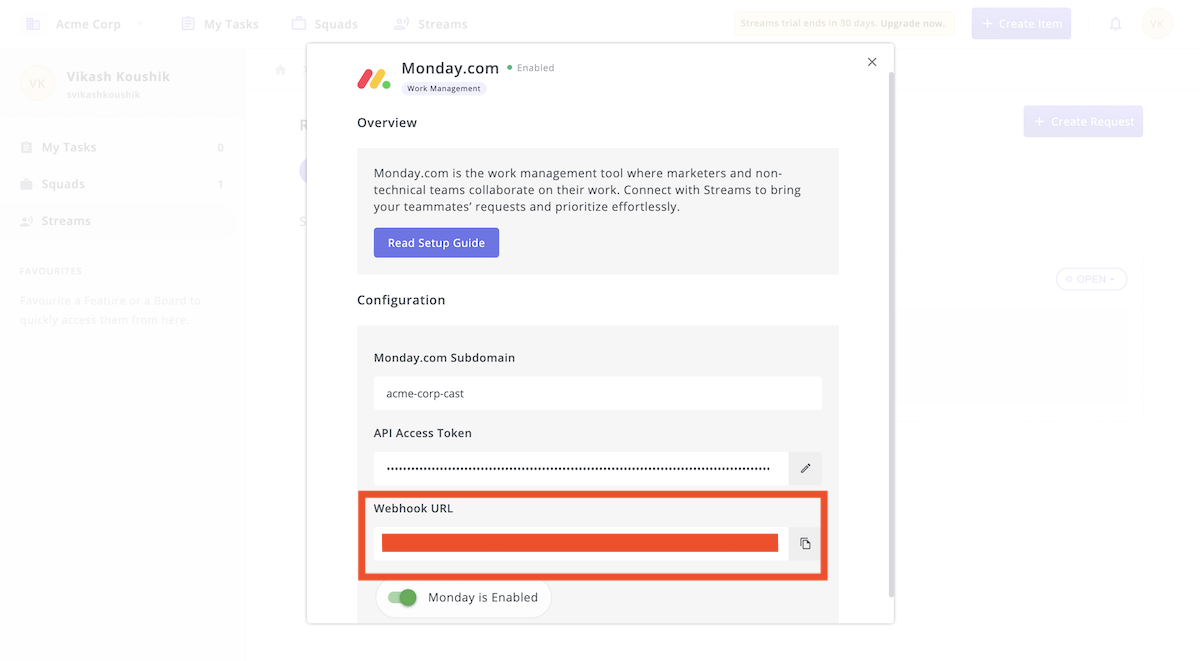 Acme Corp
My Tasks
Squads
Streams
Streams trial ends in 30 days. Upgrade now.
+ Create Item
VK
VK
Vikash Koushik
svikashkoushik
My Tasks 0
Squads 1
Streams
FAVOURITES
Favourite a Feature or a Board to
quickly access them from here.
+ Create Request
OPEN
Monday.com
Enabled
Work Management
Overview
Monday.com is the work management tool where marketers and non-
technical teams collaborate on their work. Connect with Streams to bring
your teammates’ requests and prioritize effortlessly.
Read Setup Guide
Configuration
Monday.com Subdomain
acme-corp-cast
API Access Token
Webhook URL
Monday is Enabled